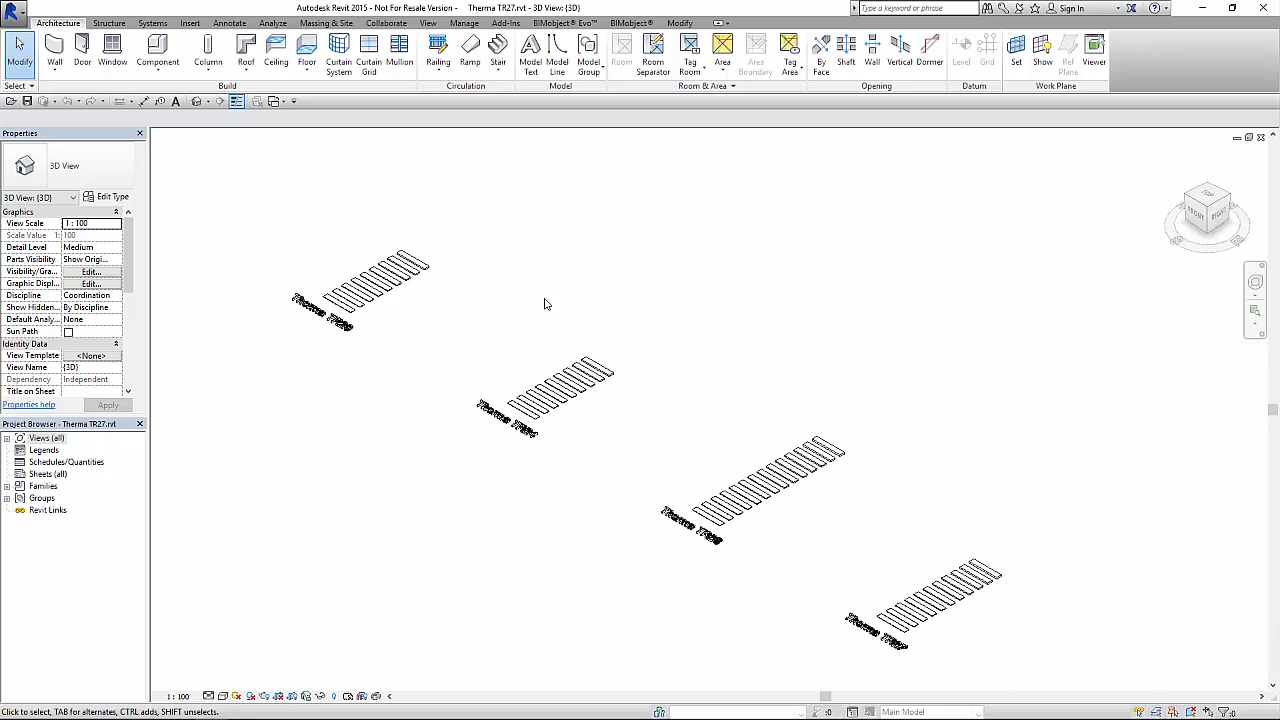 Autodesk Revit 2015 - Not For Resale Version -    Therma TR27.rvt - 3D View: {3D}
Type a keyword or phrase
Sign In
Architecture Structure Systems Insert Annotate Analyze Massing & Site Collaborate View Manage Add-Ins BIMobject® Evo™ BIMobject® Modify
Modify Wall Door Window Component Column Roof Ceiling Floor Curtain System Curtain Grid Mullion Railing Ramp Stair Model Text Model Line Model Group Room Room Separator Tag Room Area Area Boundary Tag Area By Face Shaft Wall Vertical Dormer Level Grid Set Show Ref Plane Viewer
Select Build Circulation Model Room & Area Opening Datum Work Plane
Properties
3D View
3D View: {3D} Edit Type
Graphics
View Scale 1 : 100
Scale Value 1: 100
Detail Level Medium
Parts Visibility Show Origi...
Visibility/Gra... Edit...
Graphic Displ... Edit...
Discipline Coordination
Show Hidden... By Discipline
Default Analy... None
Sun Path
Identity Data
View Template <None>
View Name {3D}
Dependency Independent
Title on Sheet
Properties help Apply
Project Browser - Therma TR27.rvt
Views (all)
Legends
Schedules/Quantities
Sheets (all)
Families
Groups
Revit Links
TOP
FRONT RIGHT
Therma
Therma
Therma
Therma
1 : 100
Click to select, TAB for alternates, CTRL adds, SHIFT unselects.
:0
Main Model
:0